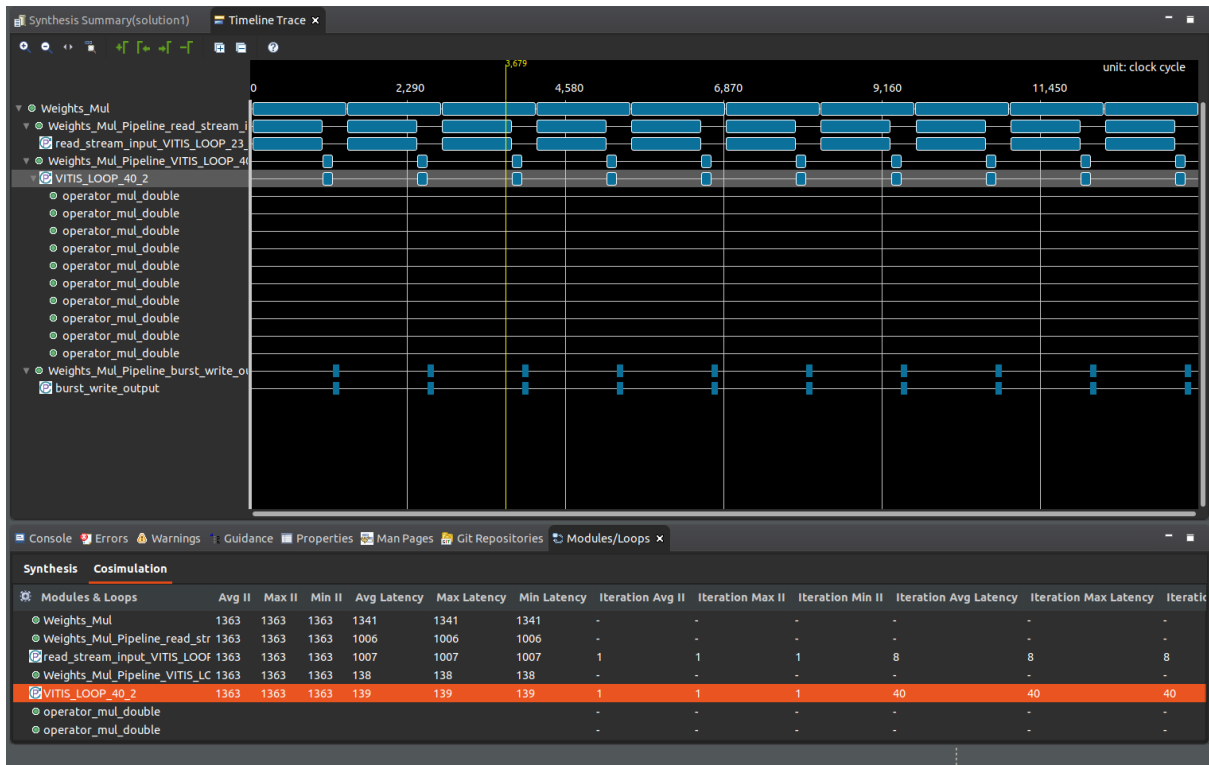 Synthesis Summary(solution1) Timeline Trace ×
3,679
unit: clock cycle
0 2,290 4,580 6,870 9,160 11,450
Weights_Mul
Weights_Mul_Pipeline_read_stream_i
read_stream_input_VITIS_LOOP_23_
Weights_Mul_Pipeline_VITIS_LOOP_40
VITIS_LOOP_40_2
operator_mul_double
operator_mul_double
operator_mul_double
operator_mul_double
operator_mul_double
operator_mul_double
operator_mul_double
operator_mul_double
operator_mul_double
operator_mul_double
Weights_Mul_Pipeline_burst_write_ou
burst_write_output
Console Errors Warnings Guidance Properties Man Pages Git Repositories Modules/Loops ×
Synthesis Cosimulation
Modules & Loops Avg II Max II Min II Avg Latency Max Latency Min Latency Iteration Avg II Iteration Max II Iteration Min II Iteration Avg Latency Iteration Max Latency Iteratic
Weights_Mul 1363 1363 1363 1341 1341 1341 - - - - - -
Weights_Mul_Pipeline_read_str 1363 1363 1363 1006 1006 1006 - - - - - -
read_stream_input_VITIS_LOOF 1363 1363 1363 1007 1007 1007 1 1 1 8 8 8
Weights_Mul_Pipeline_VITIS_LC 1363 1363 1363 138 138 138 - - - - - -
VITIS_LOOP_40_2 1363 1363 1363 139 139 139 1 1 1 40 40 40
operator_mul_double - - - - - -
operator_mul_double - - - - - -